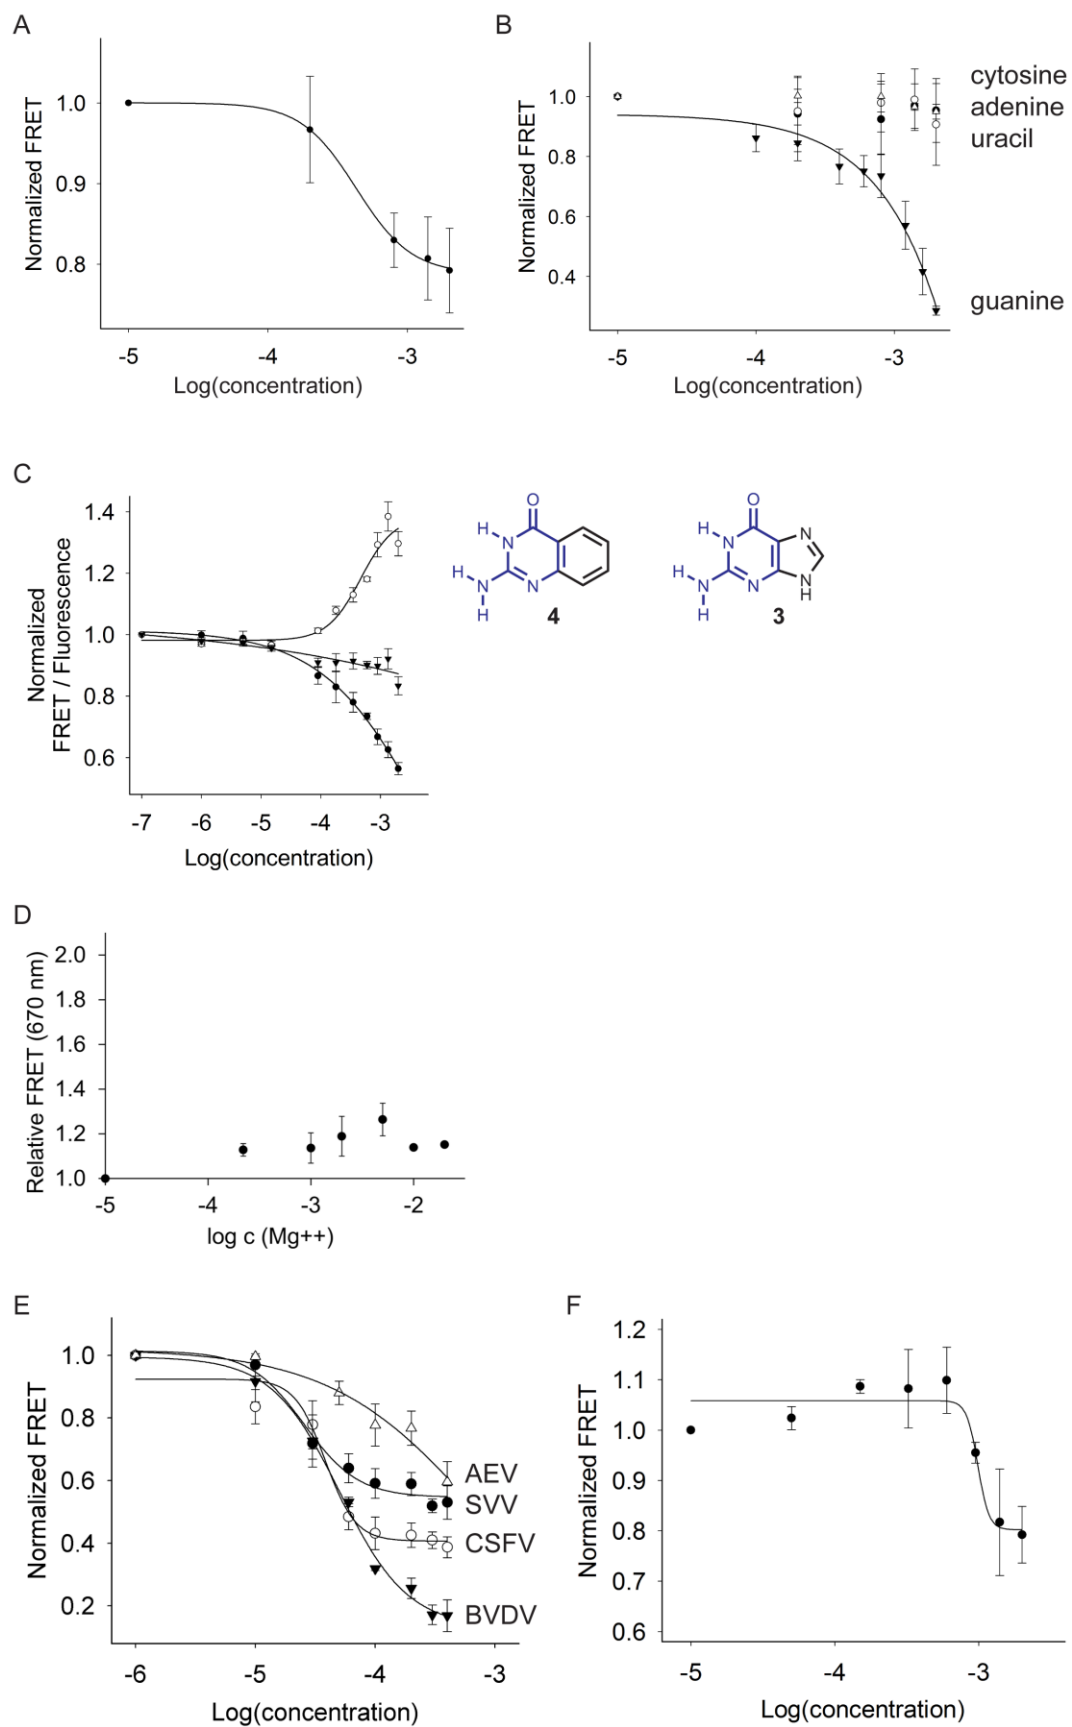 A
Normalized FRET
1.0
0.9
0.8
-5
-4
-3
Log(concentration)
B
Normalized FRET
1.0
0.8
0.6
0.4
-5
-4
-3
Log(concentration)
cytosine
adenine
uracil
guanine
C
Normalized
FRET / Fluorescence
1.4
1.2
1.0
0.8
0.6
-7
-6
-5
-4
-3
Log(concentration)
O
H
N
H
N
N
H
4
O
H
N
N
H
N
N
N
H
H
3
D
Relative FRET (670 nm)
2.0
1.8
1.6
1.4
1.2
1.0
-5
-4
-3
-2
log c (Mg++)
E
Normalized FRET
1.0
0.8
0.6
0.4
0.2
-6
-5
-4
-3
Log(concentration)
AEV
SVV
CSFV
BVDV
F
Normalized FRET
1.2
1.1
1.0
0.9
0.8
0.7
0.6
-5
-4
-3
Log(concentration)